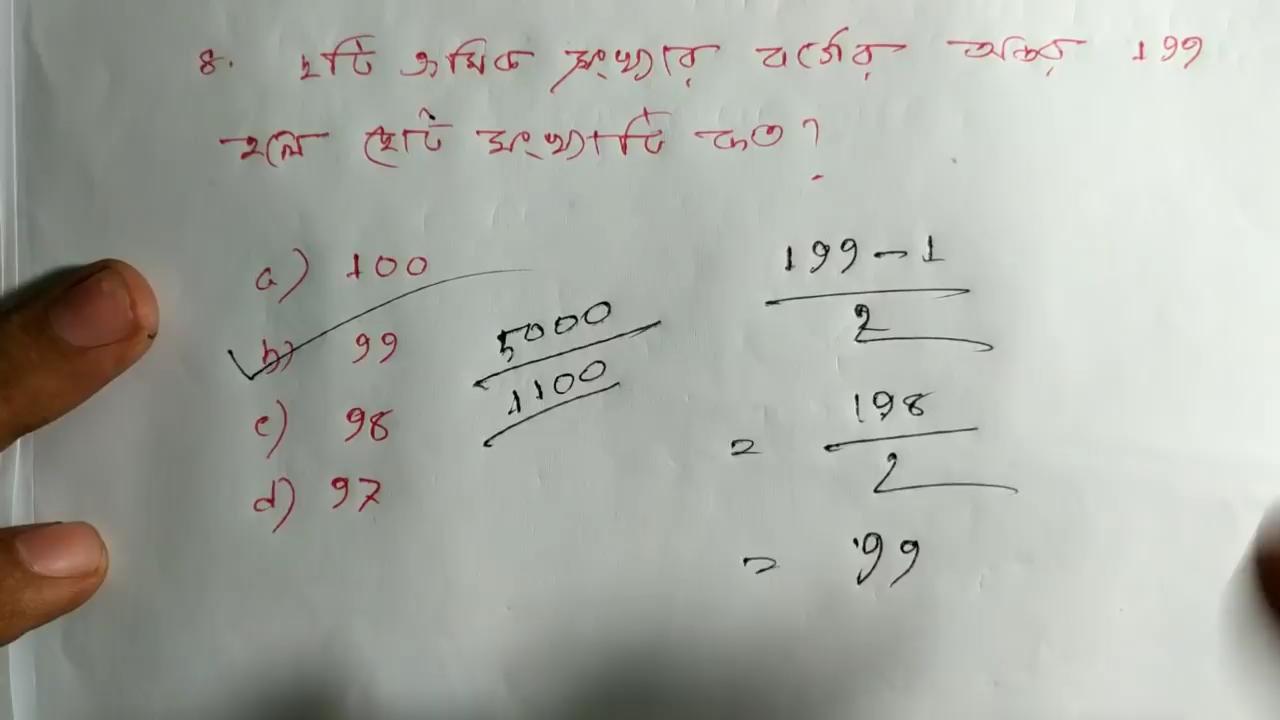 ৪. ২টি ক্রমিক সংখ্যার বর্গের অন্তর 199
হলে ছোট সংখ্যাটি কত?
a) 100
b) 99
c) 98
d) 97
5000
1100
199-1
2
= 198
2
= 99